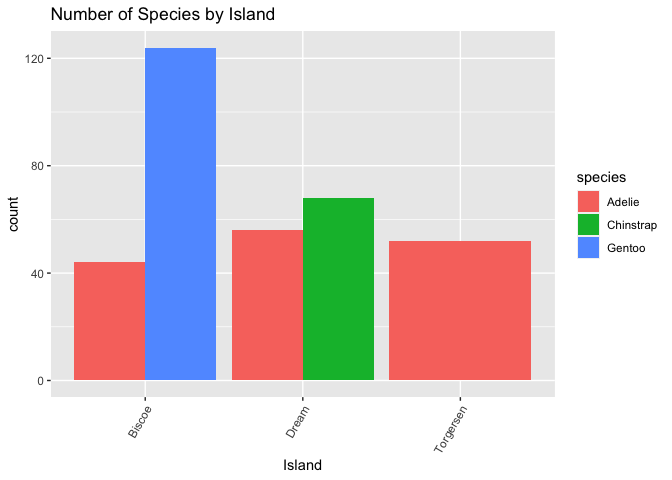 Number of Species by Island
count
120
80
40
0
Biscoe
Dream
Torgersen
Island
species
Adelie
Chinstrap
Gentoo